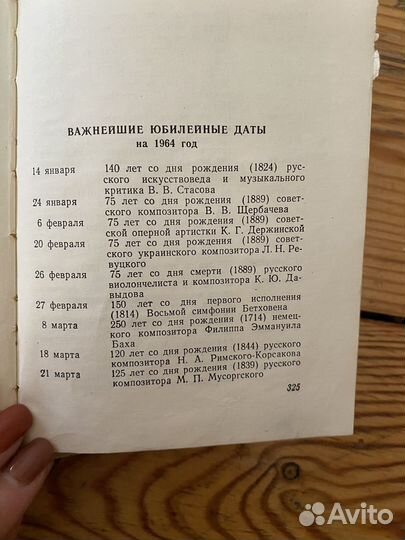 ВАЖНЕЙШИЕ ЮБИЛЕЙНЫЕ ДАТЫ
на 1964 год
14 января 140 лет со дня рождения (1824) рус-
ского искусствоведа и музыкального
критика В. В. Стасова
24 января 75 лет со дня рождения (1889) совет-
ского композитора В. В. Щербачева
6 февраля 75 лет со дня рождения (1889) совет-
ской оперной артистки К. Г. Держинской
20 февраля 75 лет со дня рождения (1889) совет-
ского украинского композитора Л. Н. Ре-
вуцкого
26 февраля 75 лет со дня смерти (1889) русского
виолончелиста и композитора К. Ю. Да-
выдова
27 февраля 150 лет со дня первого исполнения
(1814) Восьмой симфонии Бетховена
8 марта 250 лет со дня рождения (1714) немец-
кого композитора Филиппа Эммануила
Баха
18 марта 120 лет со дня рождения (1844) русского
композитора Н. А. Римского-Корсакова
21 марта 125 лет со дня рождения (1839) русского
композитора М. П. Мусоргского
325
Avito